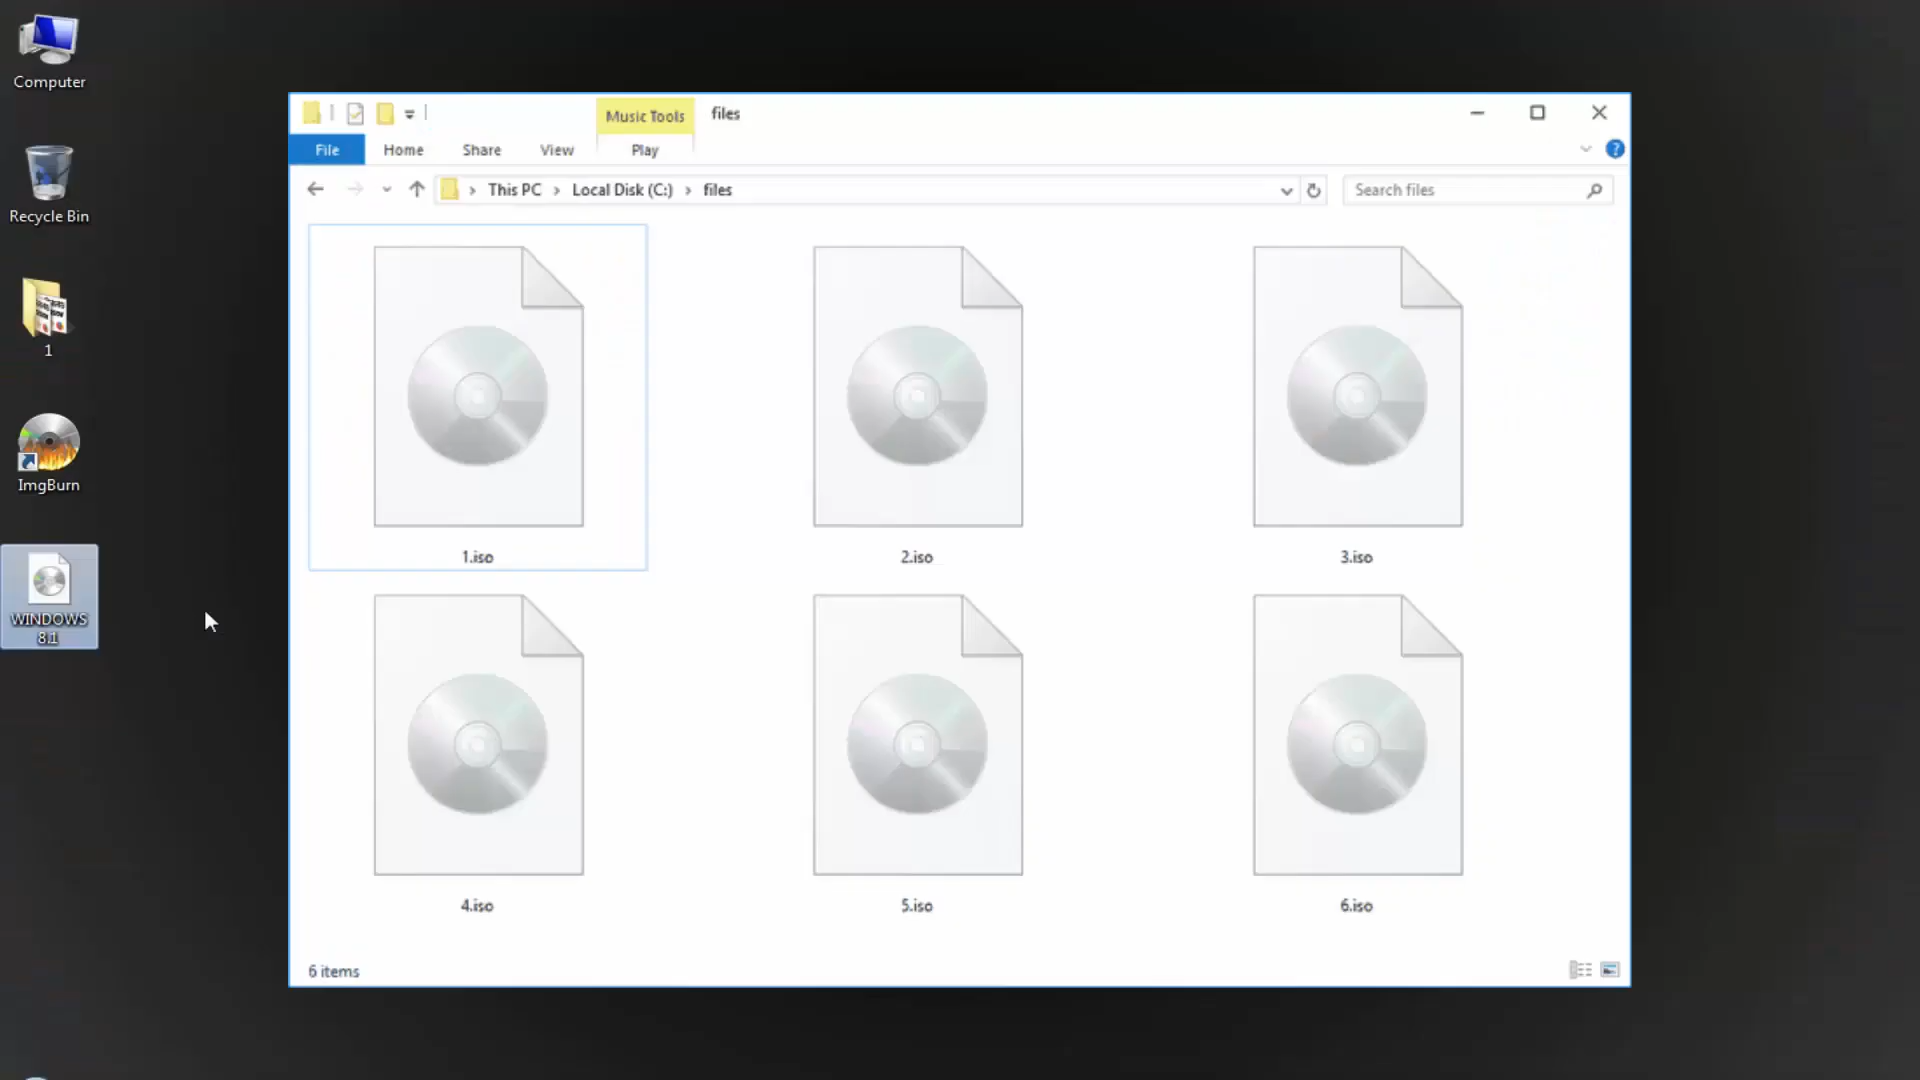 Computer
Recycle Bin
1
ImgBurn
WINDOWS
8.1
Music Tools
files
File
Home
Share
View
Play
?
This PC
Local Disk (C:)
files
Search files
1.iso
2.iso
3.iso
4.iso
5.iso
6.iso
6 items